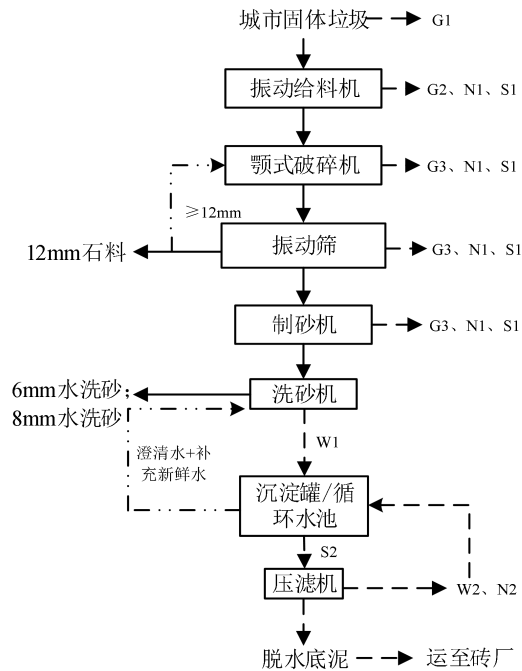 城市固体垃圾
G1
振动给料机
G2、N1、S1
颚式破碎机
G3、N1、S1
≥12mm
12mm石料
振动筛
G3、N1、S1
制砂机
G3、N1、S1
6mm水洗砂；
8mm水洗砂
洗砂机
澄清水+补
充新鲜水
W1
沉淀罐/循
环水池
S2
压滤机
W2、N2
脱水底泥
运至砖厂